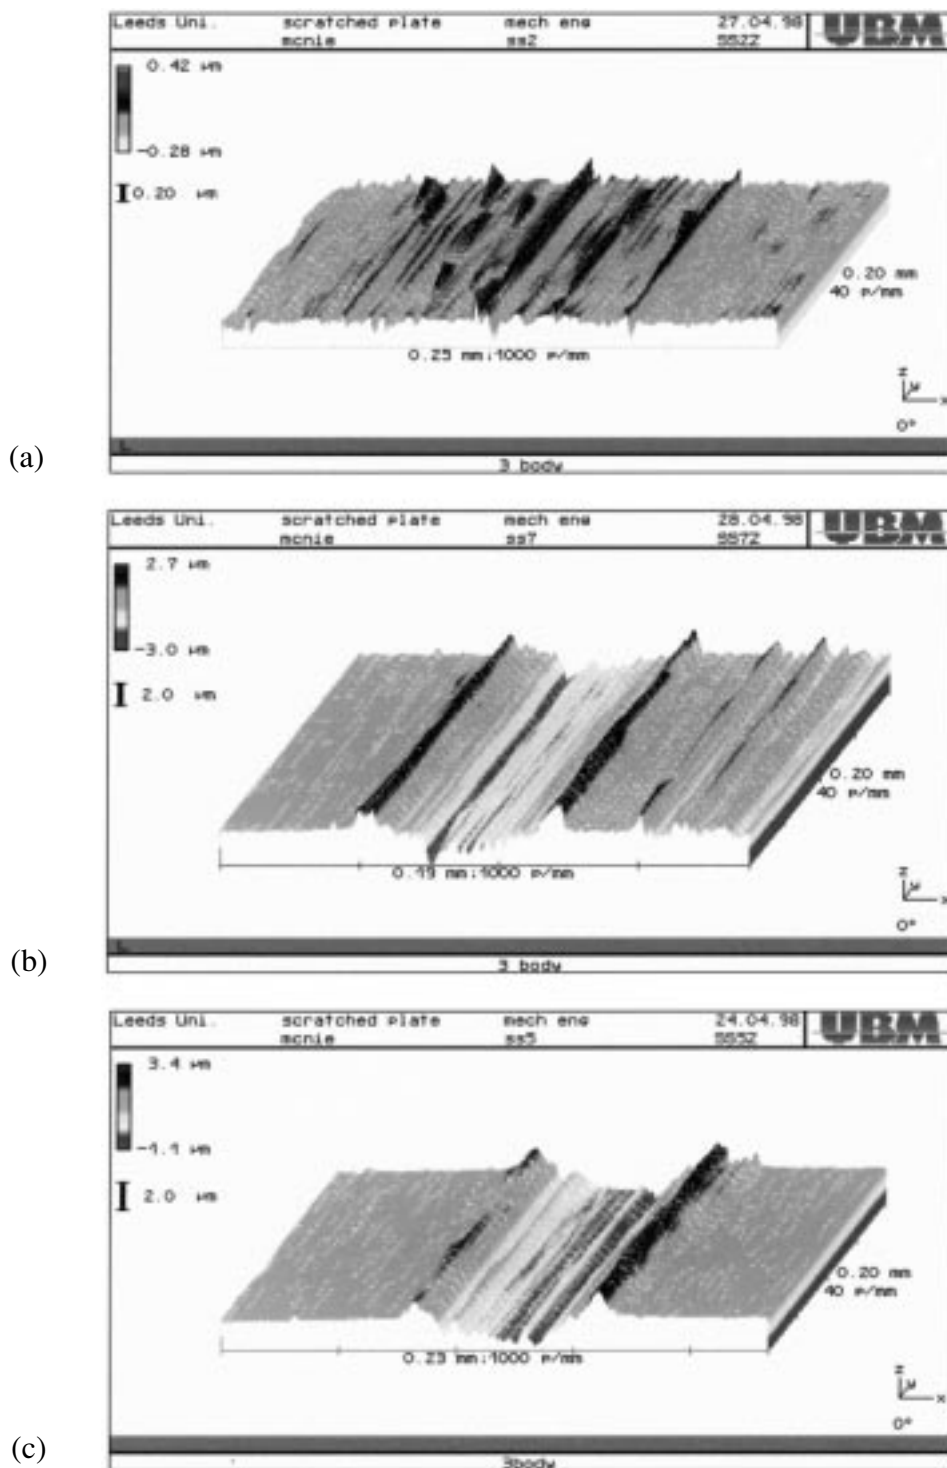 Leeds Uni. scratched plate mech eng 27.04.98 UBM
mcnie ss2 SS2Z
0.42 µm
-0.28 µm
0.20 µm
0.20 mm
40 P/mm
0.25 mm:1000 P/mm
z
y
x
0°
(a)
L
3 body
Leeds Uni. scratched plate mech eng 28.04.98 UBM
mcnie ss7 SS7Z
2.7 µm
-3.0 µm
2.0 µm
0.20 mm
40 P/mm
0.19 mm:1000 P/mm
z
y
x
0°
(b)
L
3 body
Leeds Uni. scratched plate mech eng 24.04.98 UBM
mcnie ss5 SS5Z
3.4 µm
2.0 µm
0.20 mm
40 P/mm
0.23 mm:1000 P/mm
z
y
x
0°
(c)
3body